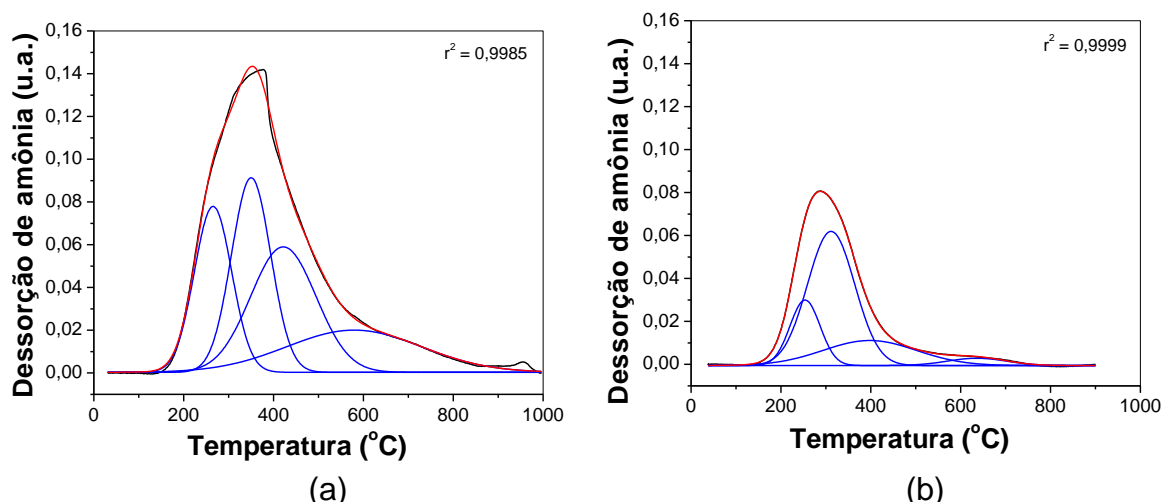 0,16
0,14
0,12
0,10
0,08
0,06
0,04
0,02
0,00
Dessorção de amônia (u.a.)
r² = 0,9985
0 200 400 600 800 1000
Temperatura (°C)
(a)
0,16
0,14
0,12
0,10
0,08
0,06
0,04
0,02
0,00
Dessorção de amônia (u.a.)
r² = 0,9999
0 200 400 600 800 1000
Temperatura (°C)
(b)